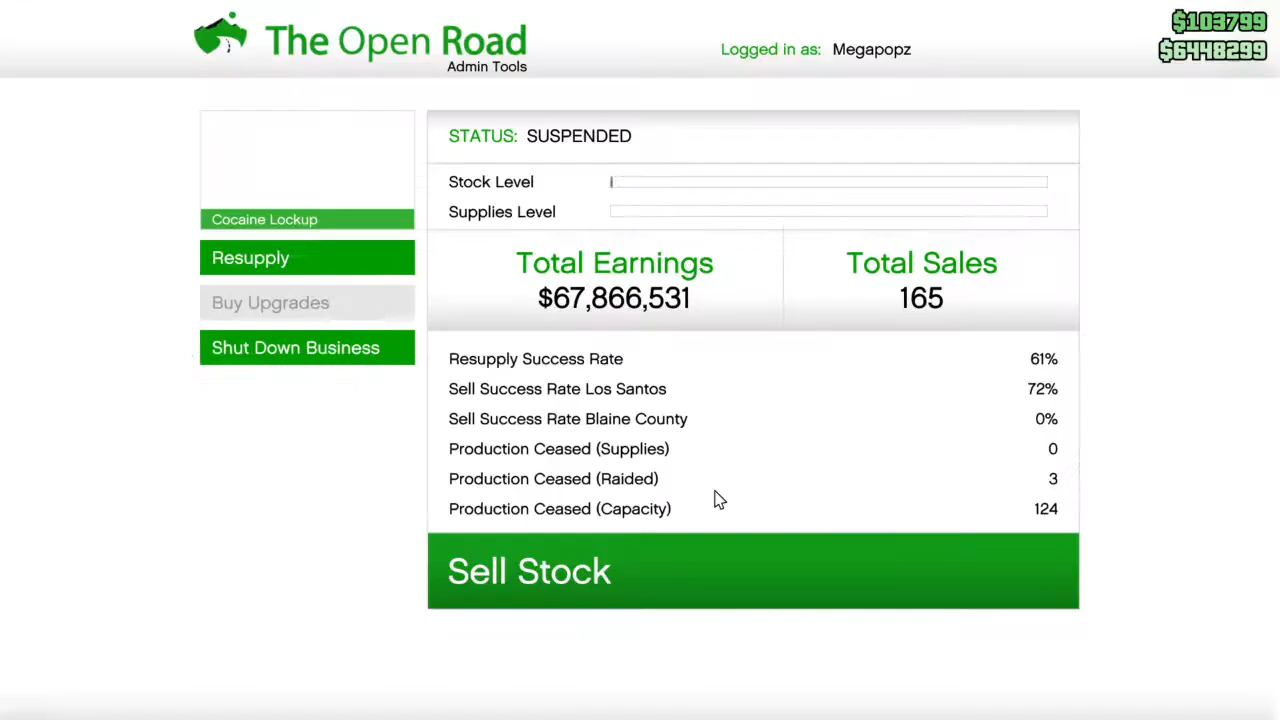 The Open Road
Admin Tools
Logged in as: Megapopz
$103799
$6448299
Cocaine Lockup
Resupply
Buy Upgrades
Shut Down Business
STATUS: SUSPENDED
Stock Level
Supplies Level
Total Earnings
$67,866,531
Total Sales
165
Resupply Success Rate 61%
Sell Success Rate Los Santos 72%
Sell Success Rate Blaine County 0%
Production Ceased (Supplies) 0
Production Ceased (Raided) 3
Production Ceased (Capacity) 124
Sell Stock